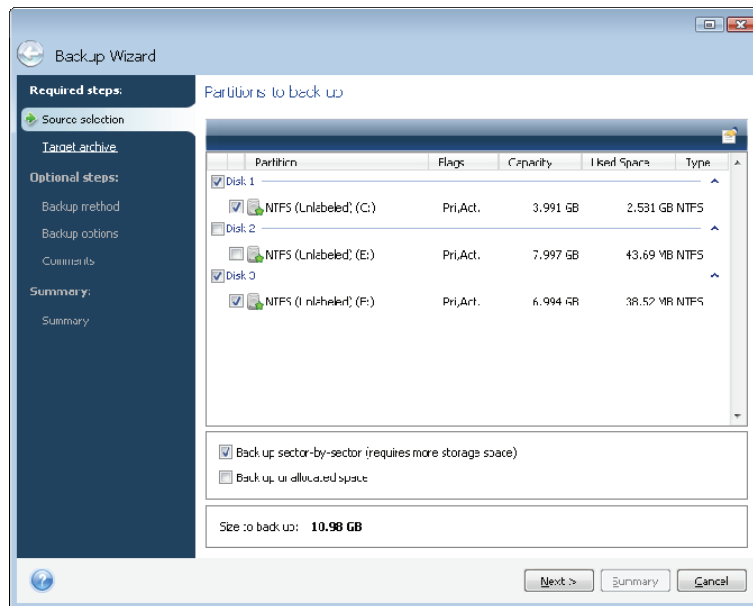 Backup Wizard
Required steps:
Source selection
Target archive
Optional steps:
Backup method
Backup options
Comments
Summary:
Summary
Partitions to back up
Partition Flags Capacity Used Space Type
Disk 1
NTFS (Unlabeled) (C:) Pri,Act. 3.991 GB 2.531 GB NTFS
Disk 2
NTFS (Unlabeled) (E:) Pri,Act. 7.997 GB 43.69 MB NTFS
Disk 3
NTFS (Unlabeled) (F:) Pri,Act. 6.994 GB 38.52 MB NTFS
Back up sector-by-sector (requires more storage space)
Back up unallocated space
Size to back up: 10.98 GB
Next >
Summary
Cancel